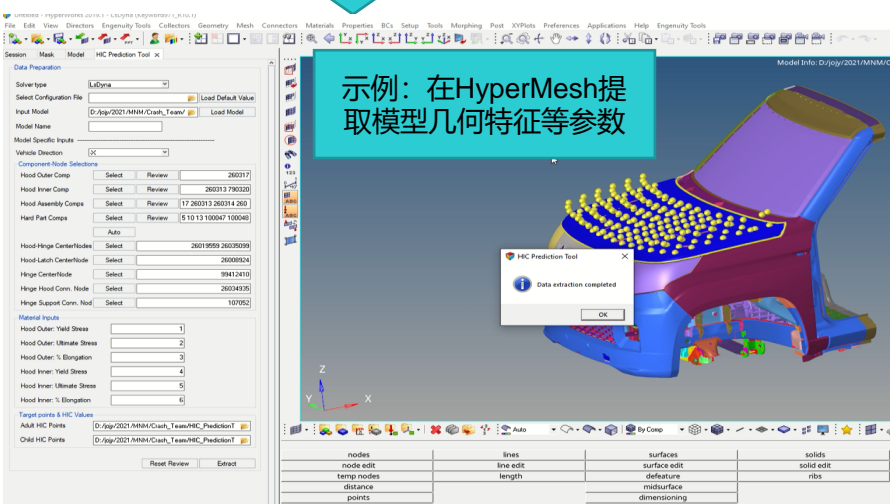 File Edit View Directors Engenuity Tools Collectors Geometry Mesh Connectors Materials Properties BCs Setup Tools Morphing Post XYPlots Preferences Applications Help Engenuity Tools
Session Mask Model HIC Prediction Tool ×
Model Info: D:/jojy/2021/MNM/C
示例：在HyperMesh提
取模型几何特征等参数
Data Preparation
Solver type LsDyna
Select Configuration File Load Default Value
Input Model D:/jojy/2021/MNM/Crash_Team/ Load Model
Model Name
Model Specific Inputs
Vehicle Direction -X
Component-Node Selections
Hood Outer Comp Select Review 260317
Hood Inner Comp Select Review 260313 790320
Hood Assembly Comps Select Review 17 260313 260314 260
Hard Part Comps Select Review 5 10 13 100047 100048
Auto
Hood-Hinge CenterNodes Select 26019559 26035099
Hood-Latch CenterNode Select 26008924
Hinge CenterNode Select 99412410
Hinge Hood Conn. Node Select 26034935
Hinge Support Conn. Nod Select 107052
Material Inputs
Hood Outer: Yield Stress 1
Hood Outer: Ultimate Stress 2
Hood Outer: % Elongation 3
Hood Inner: Yield Stress 4
Hood Inner: Ultimate Stress 5
Hood Inner: % Elongation 6
Target points & HIC Values
Adult HIC Points D:/jojy/2021/MNM/Crash_Team/HIC_PredictionT
Child HIC Points D:/jojy/2021/MNM/Crash_Team/HIC_PredictionT
Reset Review Extract
123
ABC
ABC
HIC Prediction Tool
Data extraction completed
OK
Z
Y X
Auto By Comp
nodes lines surfaces solids
node edit line edit surface edit solid edit
temp nodes length defeature ribs
distance midsurface
points dimensioning